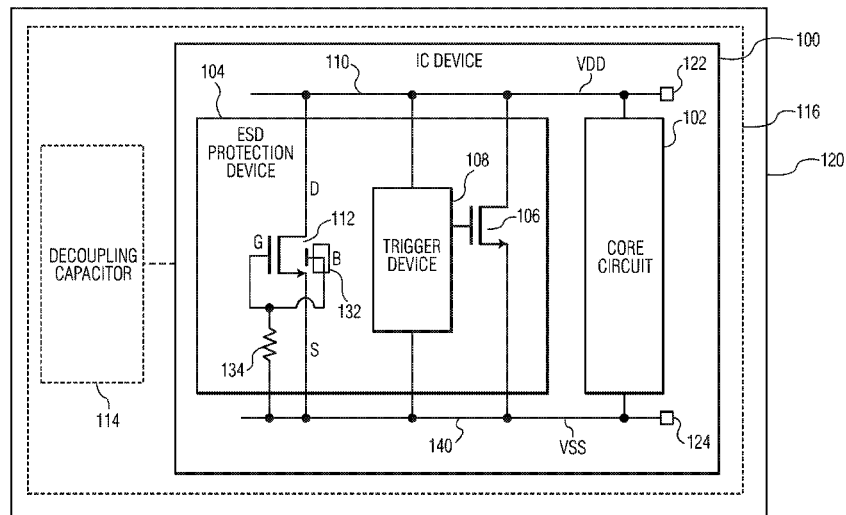 IC DEVICE
100
110
VDD
122
104
102
116
120
ESD
PROTECTION
DEVICE
108
D
106
112
G
B
132
DECOUPLING
CAPACITOR
TRIGGER
DEVICE
CORE
CIRCUIT
134
S
114
140
VSS
124